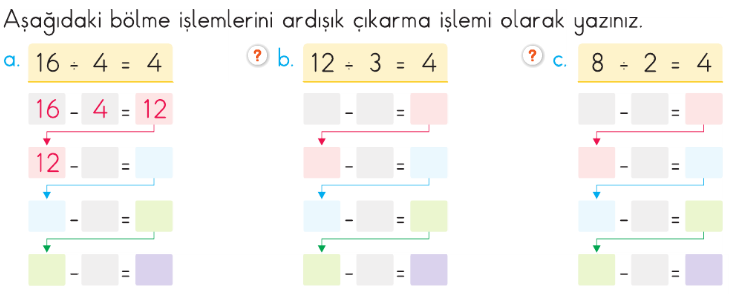 Aşağıdaki bölme işlemlerini ardışık çıkarma işlemi olarak yazınız.
a. 16 ÷ 4 = 4
16 - 4 = 12
12 - =
- =
- =
? b. 12 ÷ 3 = 4
- =
- =
- =
- =
? c. 8 ÷ 2 = 4
- =
- =
- =
- =